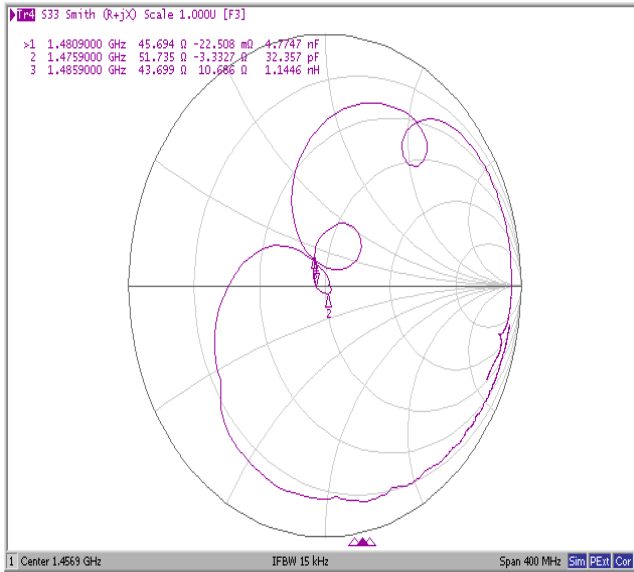 Tr4 S33 Smith (R+jX) Scale 1.000U [F3]
>1 1.4809000 GHz 45.694 Ω -22.508 mΩ 4.7747 nF
2 1.4759000 GHz 51.735 Ω -3.3327 Ω 32.357 pF
3 1.4859000 GHz 43.699 Ω 10.686 Ω 1.1446 nH
2
1 Center 1.4569 GHz IFBW 15 kHz Span 400 MHz Sim PExt Cor